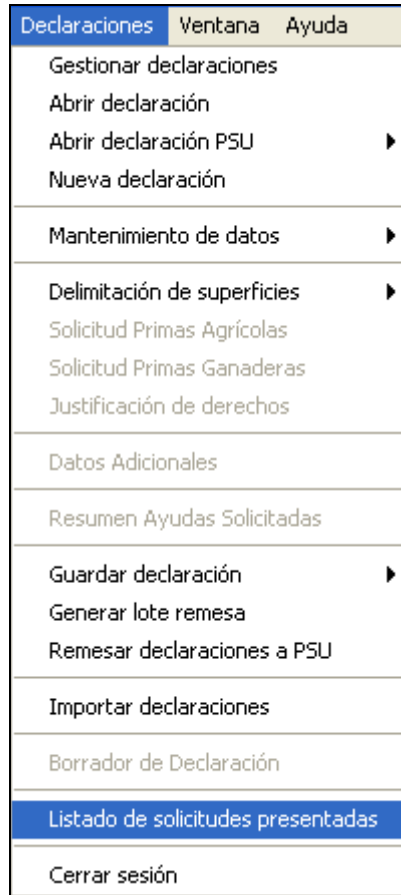 Declaraciones Ventana Ayuda
Gestionar declaraciones
Abrir declaración
Abrir declaración PSU
Nueva declaración
Mantenimiento de datos
Delimitación de superficies
Solicitud Primas Agrícolas
Solicitud Primas Ganaderas
Justificación de derechos
Datos Adicionales
Resumen Ayudas Solicitadas
Guardar declaración
Generar lote remesa
Remesar declaraciones a PSU
Importar declaraciones
Borrador de Declaración
Listado de solicitudes presentadas
Cerrar sesión